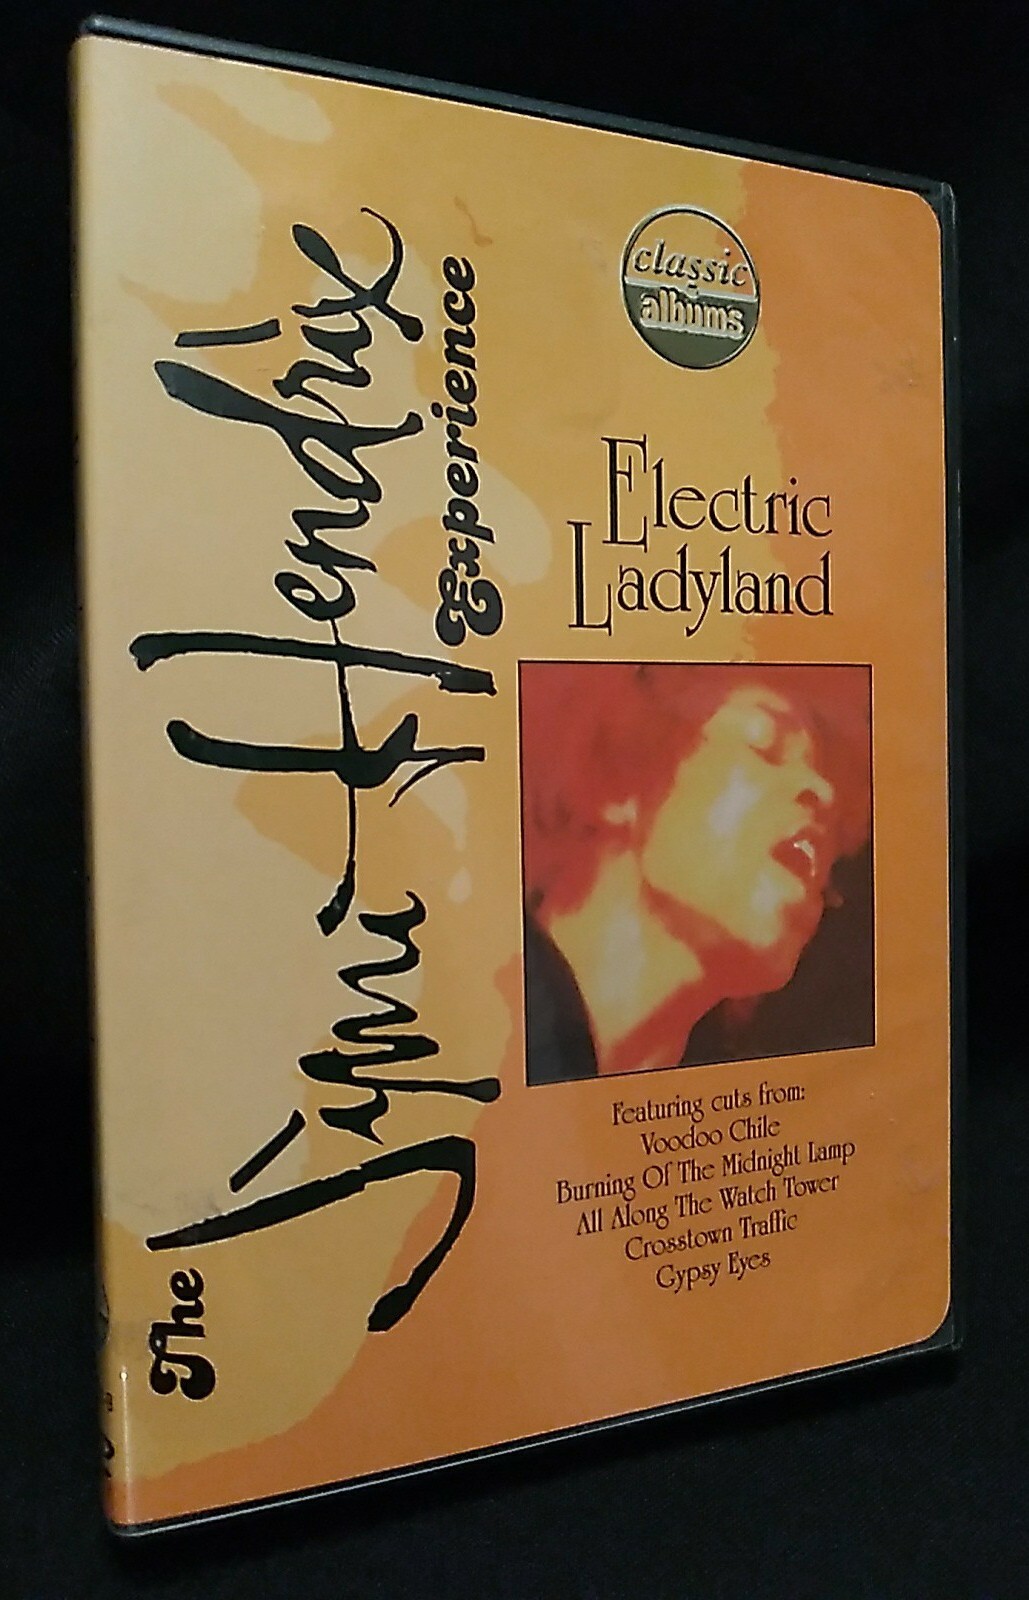 The
Jymi Hendrix
Experience
classic
albums
Electric
Ladyland
Featuring cuts from:
Voodoo Chile
Burning Of The Midnight Lamp
All Along The Watch Tower
Crosstown Traffic
Gypsy Eyes